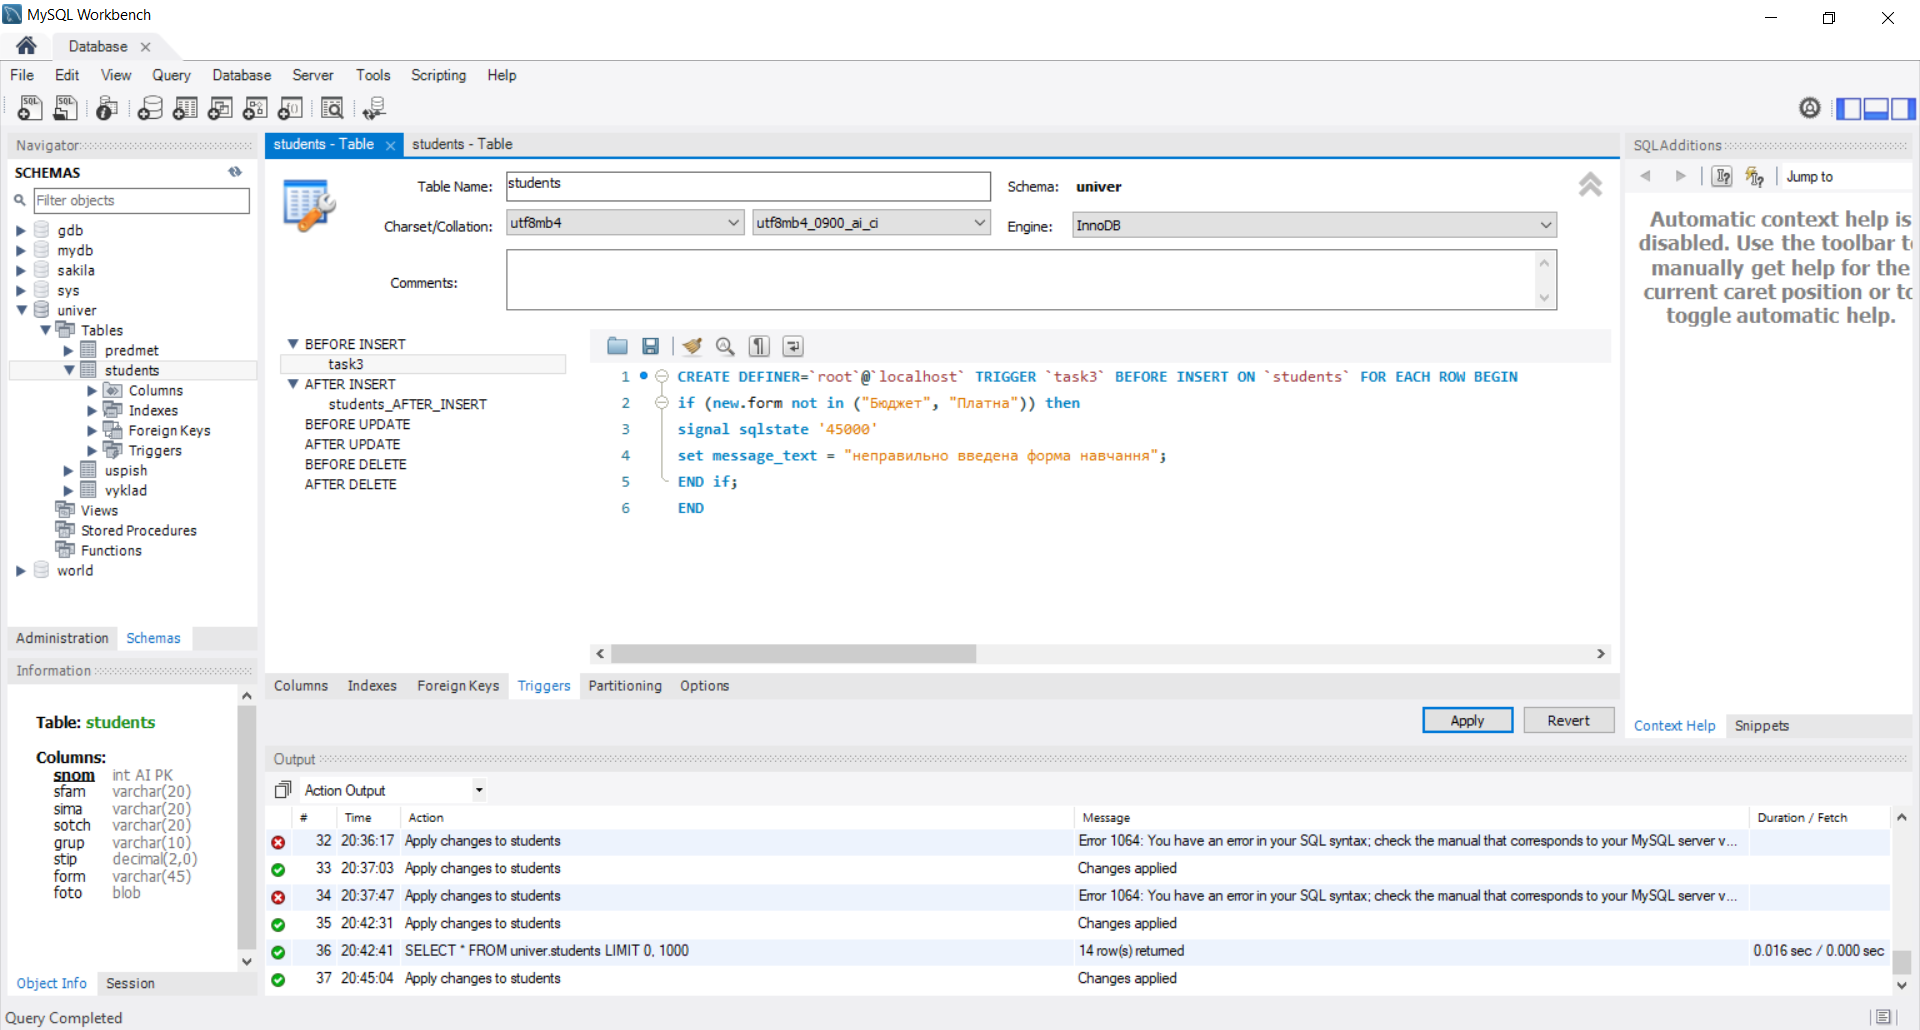 MySQL Workbench
Database
File Edit View Query Database Server Tools Scripting Help
Navigator
SCHEMAS
Filter objects
gdb
mydb
sakila
sys
univer
Tables
predmet
students
Columns
Indexes
Foreign Keys
Triggers
uspish
vyklad
Views
Stored Procedures
Functions
world
Administration Schemas
Information
Table: students
Columns:
snom int AI PK
sfam varchar(20)
sima varchar(20)
sotch varchar(20)
grup varchar(10)
stip decimal(2,0)
form varchar(45)
foto blob
Object Info Session
students - Table students - Table
Table Name: students Schema: univer
Charset/Collation: utf8mb4 utf8mb4_0900_ai_ci Engine: InnoDB
Comments:
BEFORE INSERT
task3
AFTER INSERT
students_AFTER_INSERT
BEFORE UPDATE
AFTER UPDATE
BEFORE DELETE
AFTER DELETE
1 CREATE DEFINER=`root`@`localhost` TRIGGER `task3` BEFORE INSERT ON `students` FOR EACH ROW BEGIN
2 if (new.form not in ("Бюджет", "Платна")) then
3 signal sqlstate '45000'
4 set message_text = "неправильно введена форма навчання";
5 END if;
6 END
Columns Indexes Foreign Keys Triggers Partitioning Options
Apply Revert
SQLAdditions
Jump to
Automatic context help is
disabled. Use the toolbar t
manually get help for the
current caret position or to
toggle automatic help.
Context Help Snippets
Output
Action Output
# Time Action Message Duration / Fetch
32 20:36:17 Apply changes to students Error 1064: You have an error in your SQL syntax; check the manual that corresponds to your MySQL server v...
33 20:37:03 Apply changes to students Changes applied
34 20:37:47 Apply changes to students Error 1064: You have an error in your SQL syntax; check the manual that corresponds to your MySQL server v...
35 20:42:31 Apply changes to students Changes applied
36 20:42:41 SELECT * FROM univer.students LIMIT 0, 1000 14 row(s) returned 0.016 sec / 0.000 sec
37 20:45:04 Apply changes to students Changes applied
Query Completed